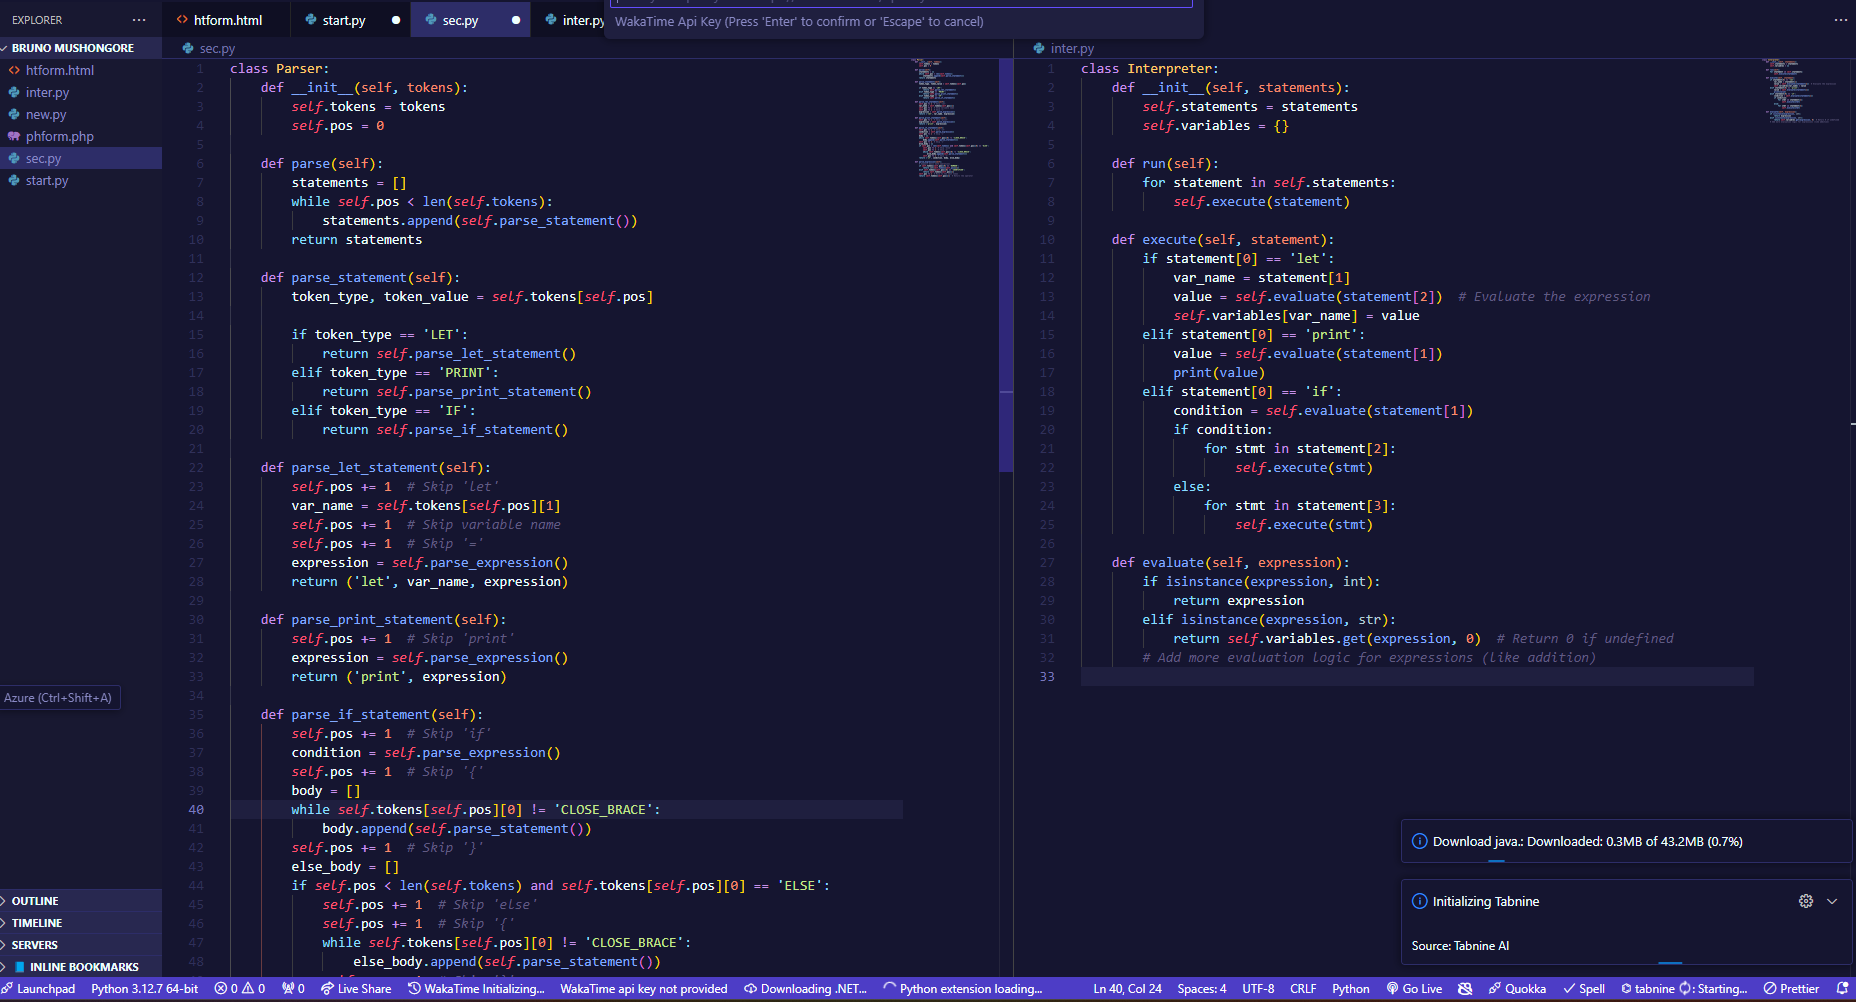 EXPLORER
htform.html
start.py
sec.py
inter.py
WakaTime Api Key (Press 'Enter' to confirm or 'Escape' to cancel)
BRUNO MUSHONGORE
htform.html
inter.py
new.py
phform.php
sec.py
start.py
Azure (Ctrl+Shift+A)
OUTLINE
TIMELINE
SERVERS
INLINE BOOKMARKS
sec.py
1 class Parser:
2 def __init__(self, tokens):
3 self.tokens = tokens
4 self.pos = 0
5
6 def parse(self):
7 statements = []
8 while self.pos < len(self.tokens):
9 statements.append(self.parse_statement())
10 return statements
11
12 def parse_statement(self):
13 token_type, token_value = self.tokens[self.pos]
14
15 if token_type == 'LET':
16 return self.parse_let_statement()
17 elif token_type == 'PRINT':
18 return self.parse_print_statement()
19 elif token_type == 'IF':
20 return self.parse_if_statement()
21
22 def parse_let_statement(self):
23 self.pos += 1 # Skip 'let'
24 var_name = self.tokens[self.pos][1]
25 self.pos += 1 # Skip variable name
26 self.pos += 1 # Skip '='
27 expression = self.parse_expression()
28 return ('let', var_name, expression)
29
30 def parse_print_statement(self):
31 self.pos += 1 # Skip 'print'
32 expression = self.parse_expression()
33 return ('print', expression)
34
35 def parse_if_statement(self):
36 self.pos += 1 # Skip 'if'
37 condition = self.parse_expression()
38 self.pos += 1 # Skip '{'
39 body = []
40 while self.tokens[self.pos][0] != 'CLOSE_BRACE':
41 body.append(self.parse_statement())
42 self.pos += 1 # Skip '}'
43 else_body = []
44 if self.pos < len(self.tokens) and self.tokens[self.pos][0] == 'ELSE':
45 self.pos += 1 # Skip 'else'
46 self.pos += 1 # Skip '{'
47 while self.tokens[self.pos][0] != 'CLOSE_BRACE':
48 else_body.append(self.parse_statement())
inter.py
1 class Interpreter:
2 def __init__(self, statements):
3 self.statements = statements
4 self.variables = {}
5
6 def run(self):
7 for statement in self.statements:
8 self.execute(statement)
9
10 def execute(self, statement):
11 if statement[0] == 'let':
12 var_name = statement[1]
13 value = self.evaluate(statement[2]) # Evaluate the expression
14 self.variables[var_name] = value
15 elif statement[0] == 'print':
16 value = self.evaluate(statement[1])
17 print(value)
18 elif statement[0] == 'if':
19 condition = self.evaluate(statement[1])
20 if condition:
21 for stmt in statement[2]:
22 self.execute(stmt)
23 else:
24 for stmt in statement[3]:
25 self.execute(stmt)
26
27 def evaluate(self, expression):
28 if isinstance(expression, int):
29 return expression
30 elif isinstance(expression, str):
31 return self.variables.get(expression, 0) # Return 0 if undefined
32 # Add more evaluation logic for expressions (like addition)
33
Download java.: Downloaded: 0.3MB of 43.2MB (0.7%)
Initializing Tabnine
Source: Tabnine AI
Launchpad Python 3.12.7 64-bit 0 0 0 Live Share WakaTime Initializing... WakaTime api key not provided Downloading .NET... Python extension loading... Ln 40, Col 24 Spaces: 4 UTF-8 CRLF Python Go Live Quokka Spell tabnine : Starting... Prettier